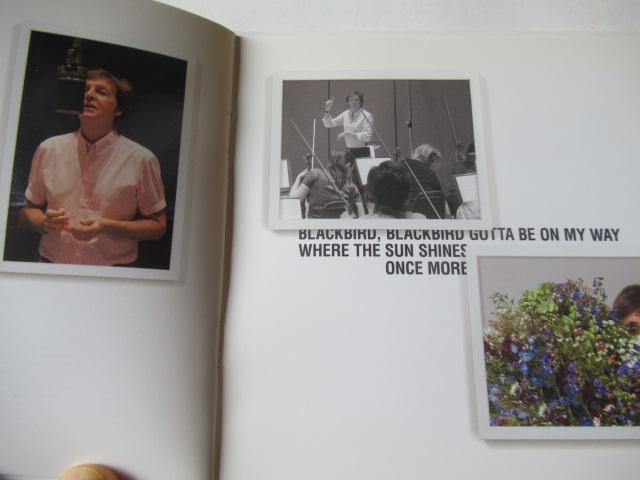 BLACKBIRD, BLACKBIRD GOTTA BE ON MY WAY
WHERE THE SUN SHINES
ONCE MORE